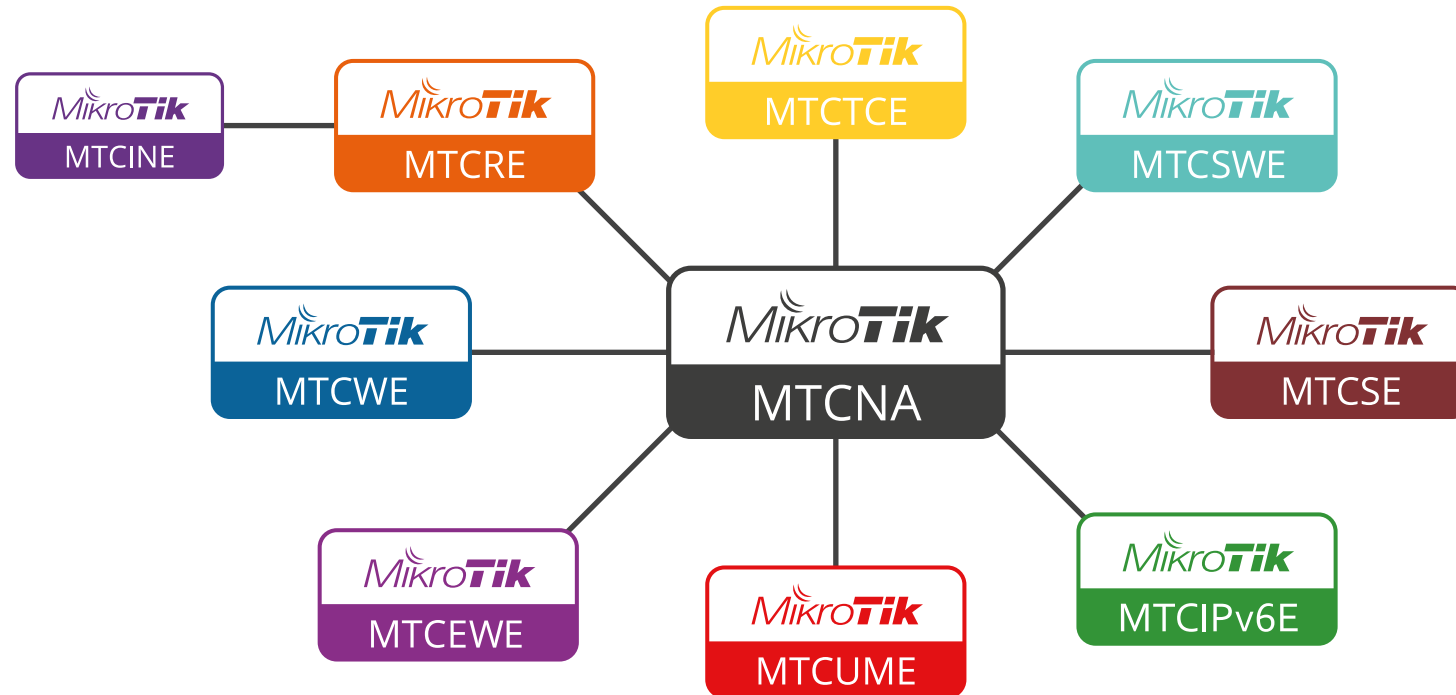 MikroTik
MTCTCE
MikroTik
MTCINE
MikroTik
MTCRE
MikroTik
MTCSWE
MikroTik
MTCWE
MikroTik
MTCNA
MikroTik
MTCSE
MikroTik
MTCEWE
MikroTik
MTCUME
MikroTik
MTCIPv6E